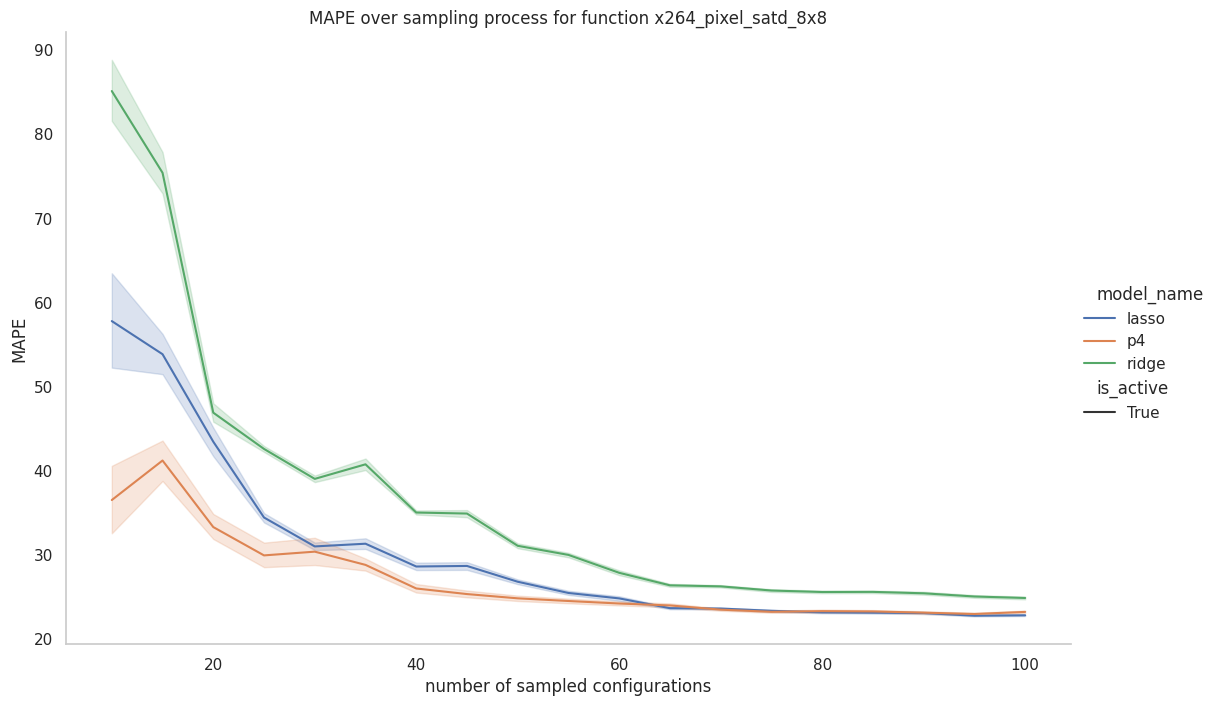 MAPE over sampling process for function x264_pixel_satd_8x8
90
80
70
60
50
40
30
20
MAPE
20
40
60
80
100
number of sampled configurations
model_name
lasso
p4
ridge
is_active
True